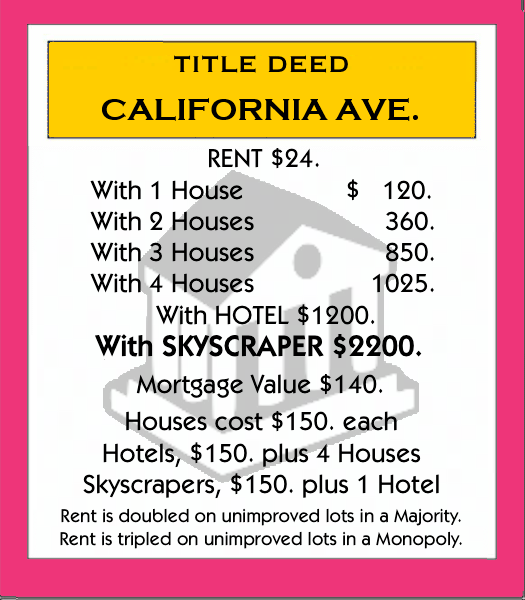 TITLE DEED
CALIFORNIA AVE.
RENT $24.
With 1 House $ 120.
With 2 Houses 360.
With 3 Houses 850.
With 4 Houses 1025.
With HOTEL $1200.
With SKYSCRAPER $2200.
Mortgage Value $140.
Houses cost $150. each
Hotels, $150. plus 4 Houses
Skyscrapers, $150. plus 1 Hotel
Rent is doubled on unimproved lots in a Majority.
Rent is tripled on unimproved lots in a Monopoly.